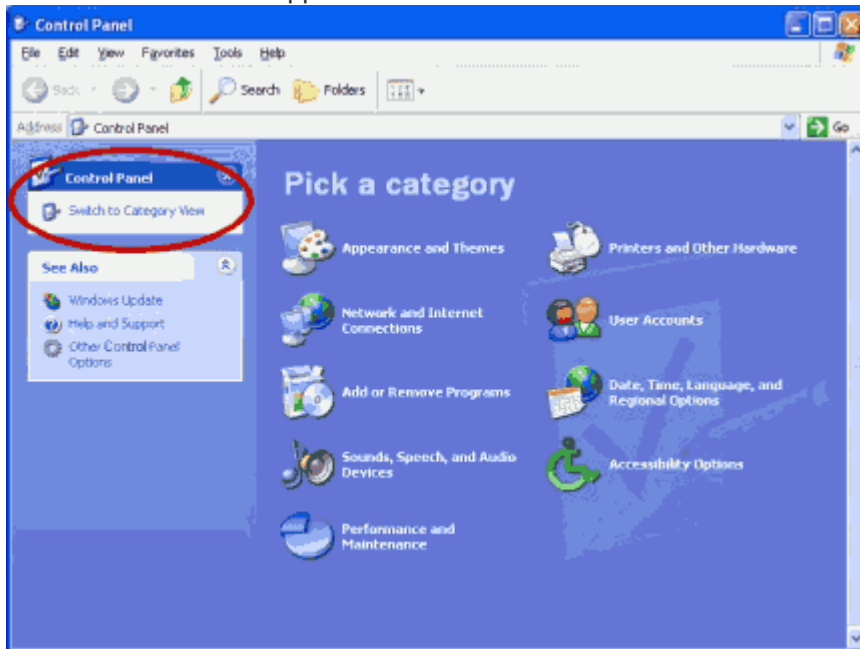 Control Panel
File Edit View Favorites Tools Help
Back Search Folders
Address Control Panel Go
Control Panel
Switch to Category View
See Also
Windows Update
Help and Support
Other Control Panel
Options
Pick a category
Appearance and Themes
Printers and Other Hardware
Network and Internet
Connections
User Accounts
Add or Remove Programs
Date, Time, Language, and
Regional Options
Sounds, Speech, and Audio
Devices
Accessibility Options
Performance and
Maintenance